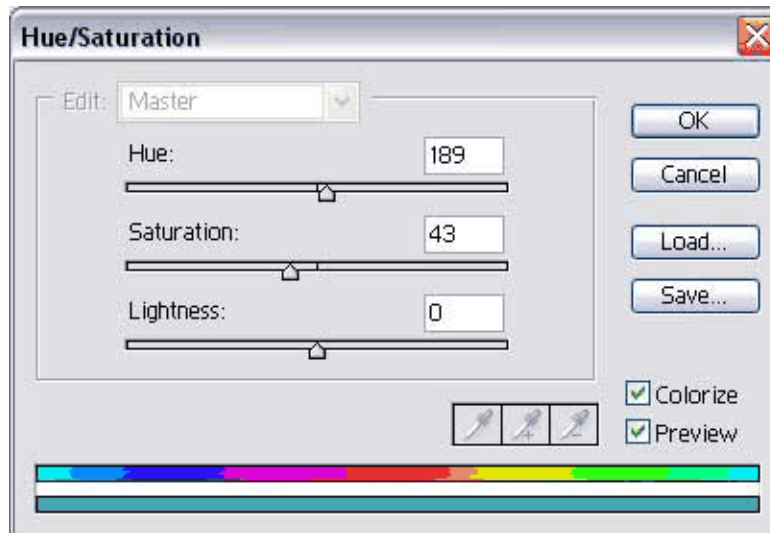 Hue/Saturation
Edit: Master
Hue: 189
Saturation: 43
Lightness: 0
OK
Cancel
Load...
Save...
Colorize
Preview